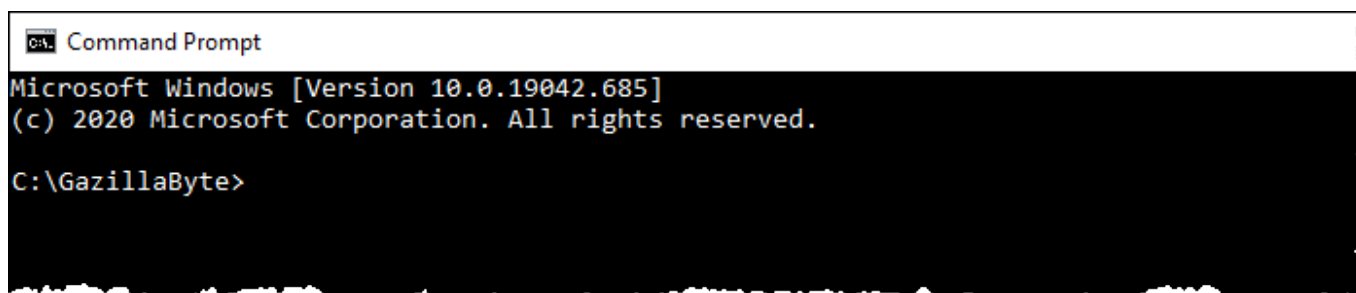 Command Prompt
Microsoft Windows [Version 10.0.19042.685]
(c) 2020 Microsoft Corporation. All rights reserved.
C:\GazillaByte>